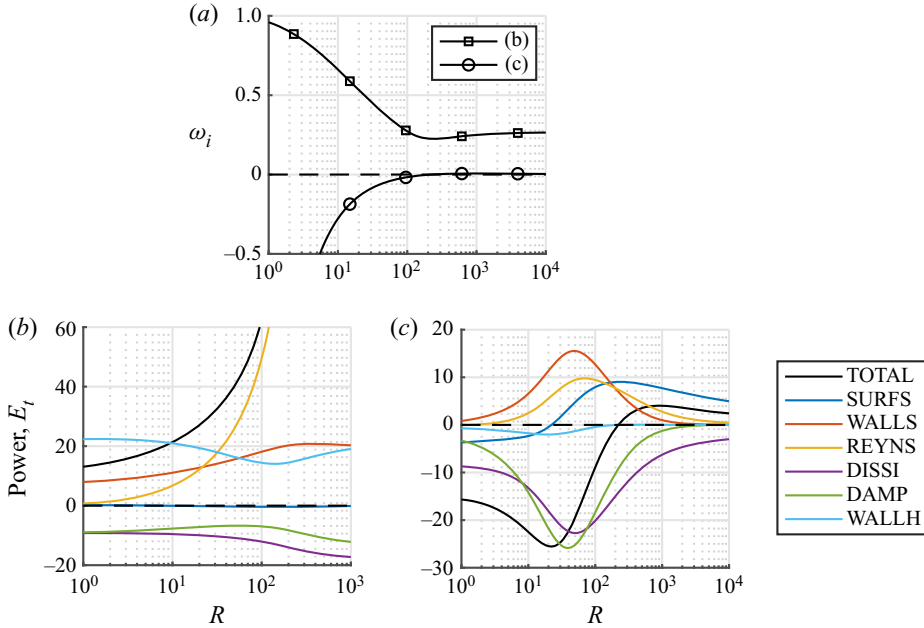 (a)
1.0
0.5
0
–0.5
ω_i
10^0 10^1 10^2 10^3 10^4
(b)
(c)
(b)
60
40
20
0
–20
Power, E_t
10^0 10^1 10^2 10^3
R
(c)
20
10
0
–10
–20
–30
10^0 10^1 10^2 10^3 10^4
R
TOTAL
SURFS
WALLS
REYNS
DISSI
DAMP
WALLH